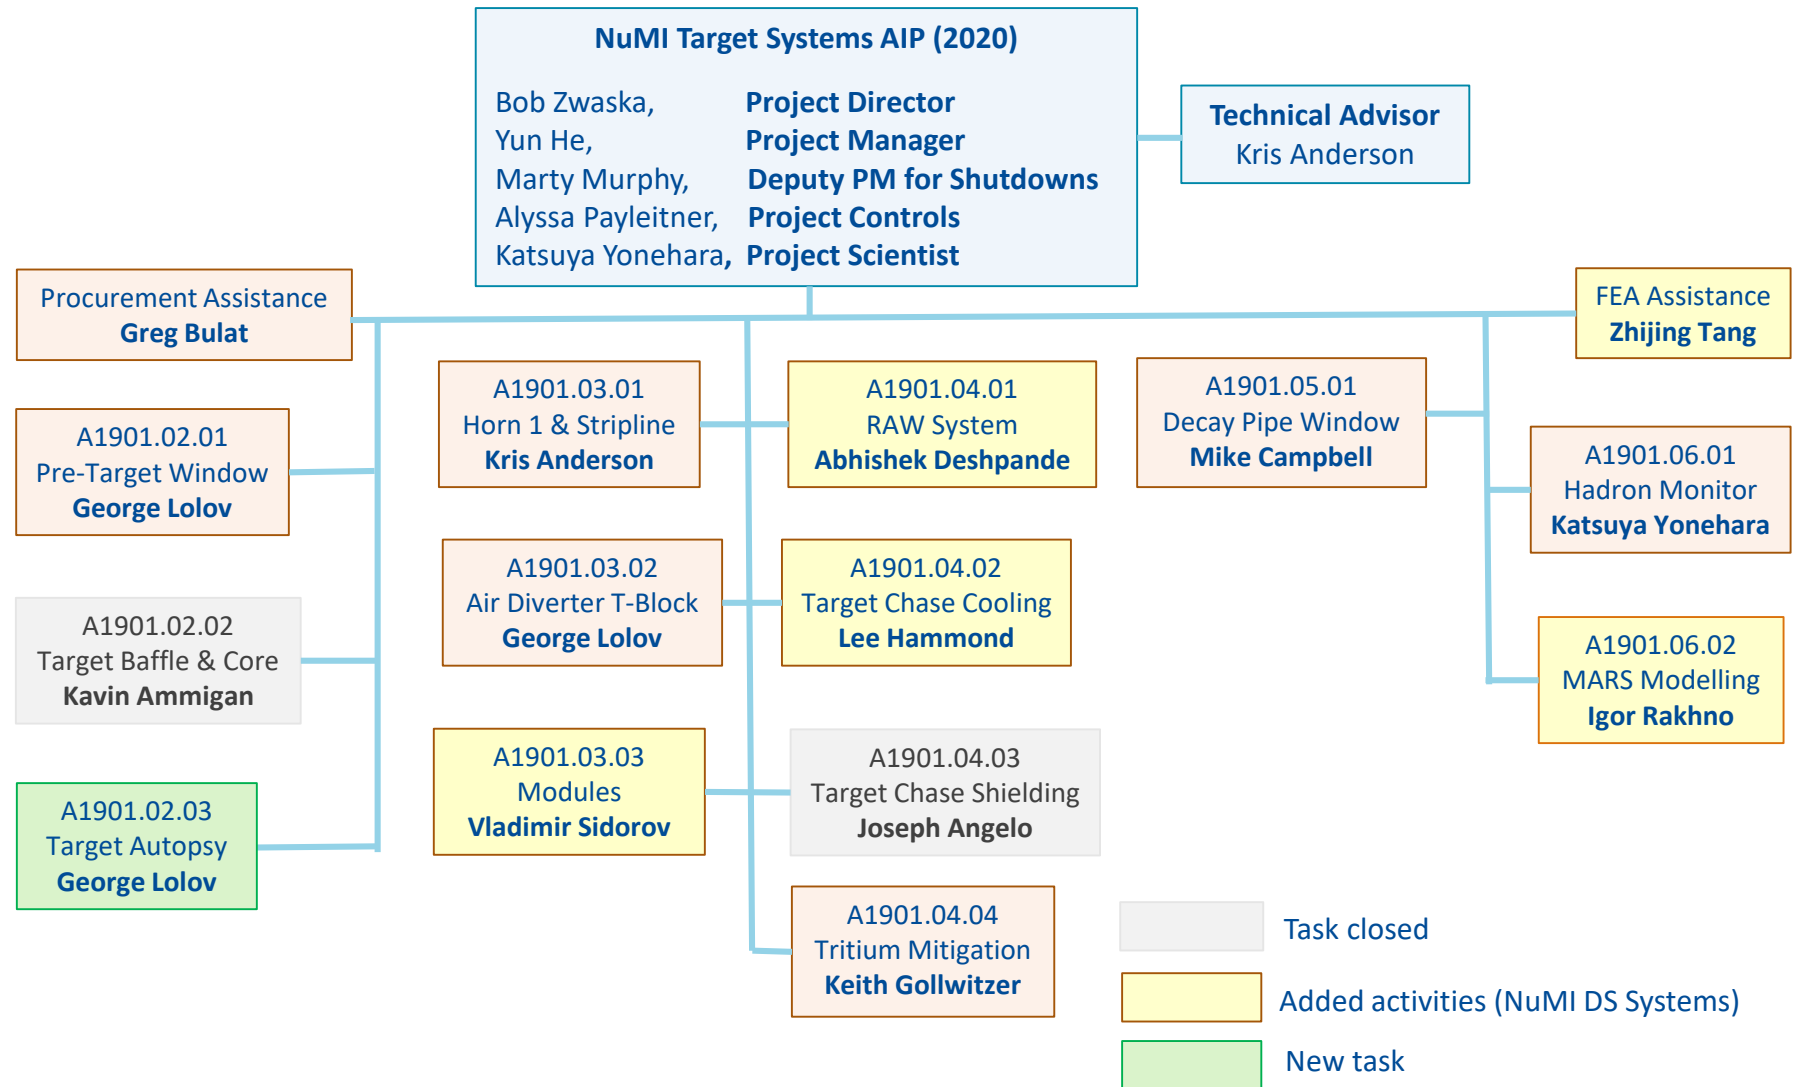 NuMI Target Systems AIP (2020)
Bob Zwaska, Project Director
Yun He, Project Manager
Marty Murphy, Deputy PM for Shutdowns
Alyssa Payleitner, Project Controls
Katsuya Yonehara, Project Scientist
Technical Advisor
Kris Anderson
Procurement Assistance
Greg Bulat
FEA Assistance
Zhijing Tang
A1901.02.01
Pre-Target Window
George Lolov
A1901.02.02
Target Baffle & Core
Kavin Ammigan
A1901.02.03
Target Autopsy
George Lolov
A1901.03.01
Horn 1 & Stripline
Kris Anderson
A1901.03.02
Air Diverter T-Block
George Lolov
A1901.03.03
Modules
Vladimir Sidorov
A1901.04.01
RAW System
Abhishek Deshpande
A1901.04.02
Target Chase Cooling
Lee Hammond
A1901.04.03
Target Chase Shielding
Joseph Angelo
A1901.04.04
Tritium Mitigation
Keith Gollwitzer
A1901.05.01
Decay Pipe Window
Mike Campbell
A1901.06.01
Hadron Monitor
Katsuya Yonehara
A1901.06.02
MARS Modelling
Igor Rakhno
Task closed
Added activities (NuMI DS Systems)
New task